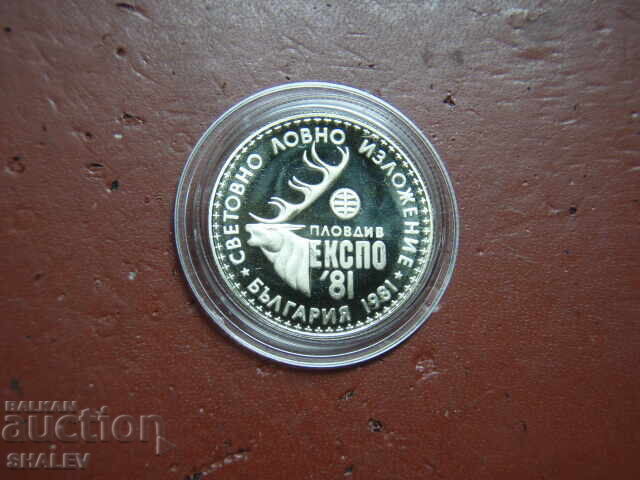 СВЕТОВНО ЛОВНО ИЗЛОЖЕНИЕ
ПЛОВДИВ
ЕКСПО
'81
★ БЪЛГАРИЯ 1981 ★
BALKAN
auction
SHALEV